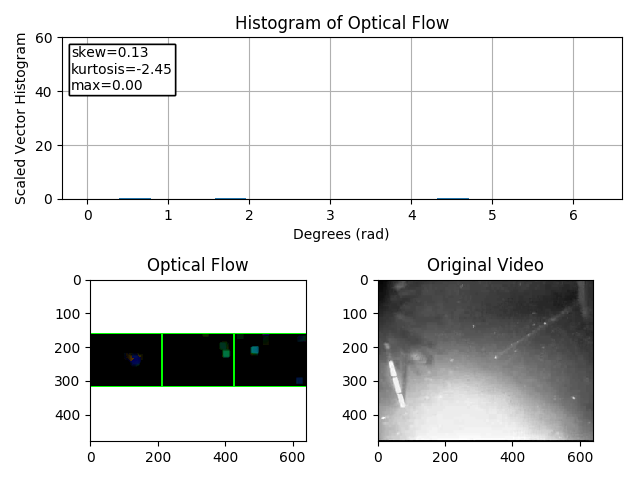 Histogram of Optical Flow
Scaled Vector Histogram
60
40
20
0
skew=0.13
kurtosis=-2.45
max=0.00
0 1 2 3 4 5 6
Degrees (rad)
Optical Flow
0
100
200
300
400
0 200 400 600
Original Video
0
100
200
300
400
0 200 400 600